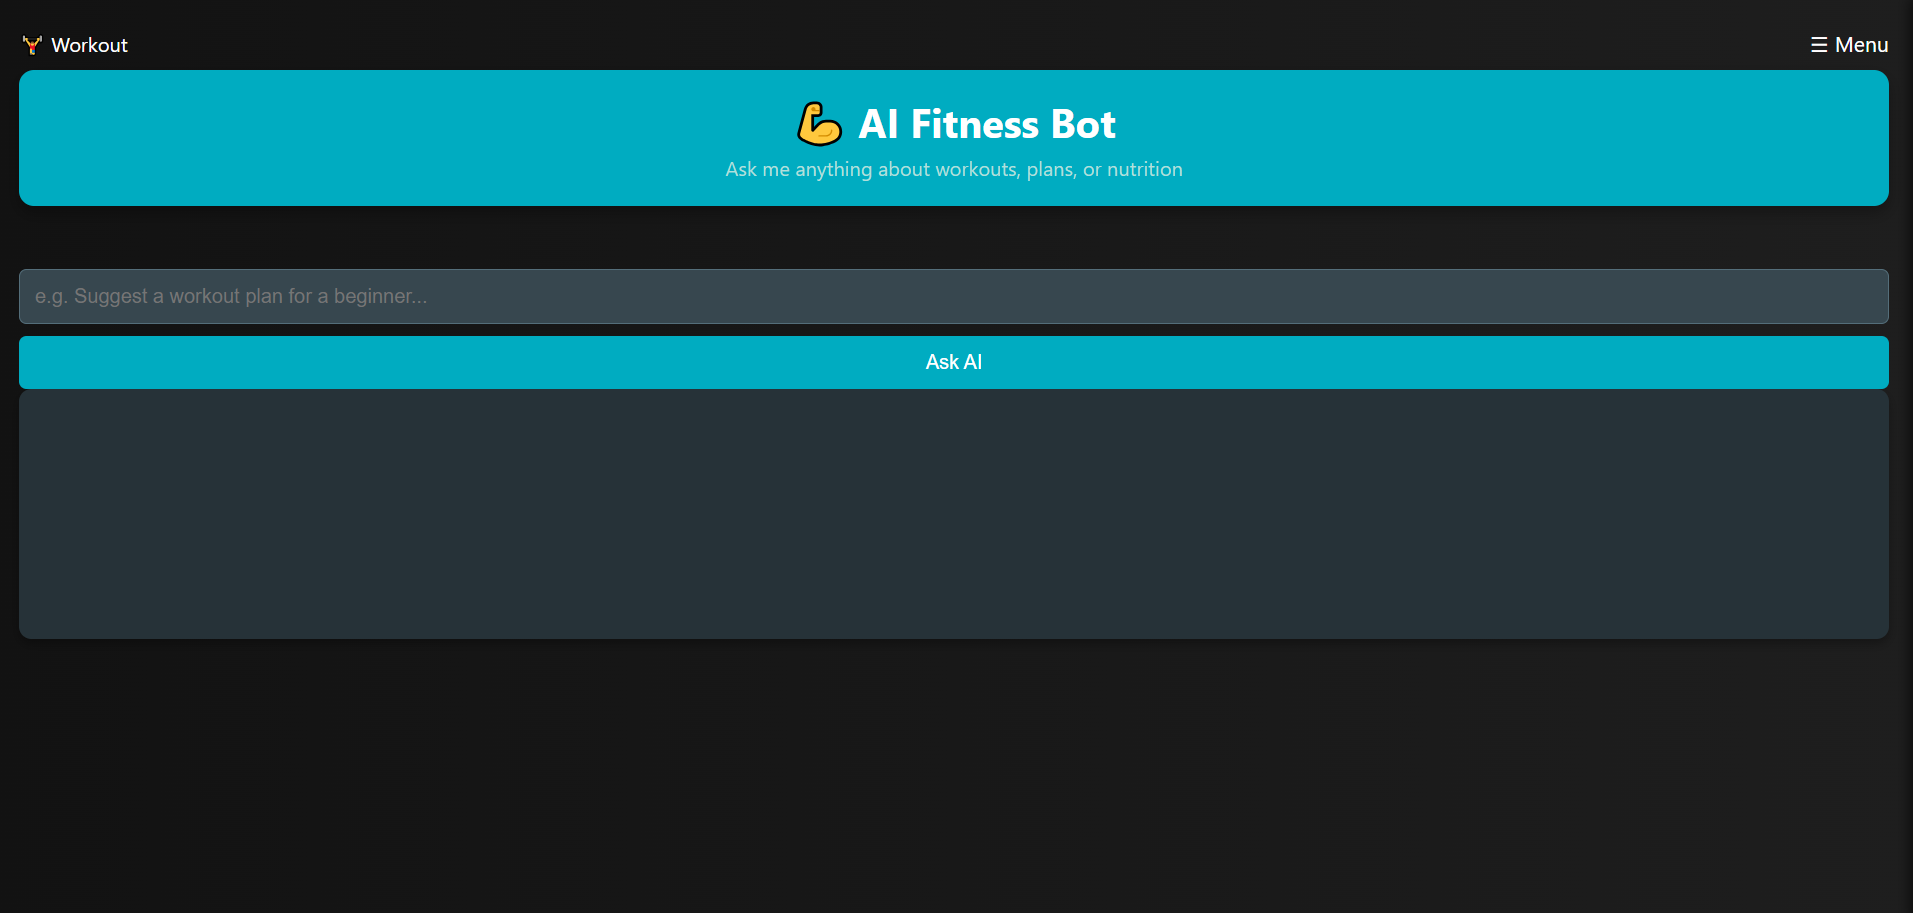 🏋 Workout
☰ Menu
💪 AI Fitness Bot
Ask me anything about workouts, plans, or nutrition
e.g. Suggest a workout plan for a beginner...
Ask AI